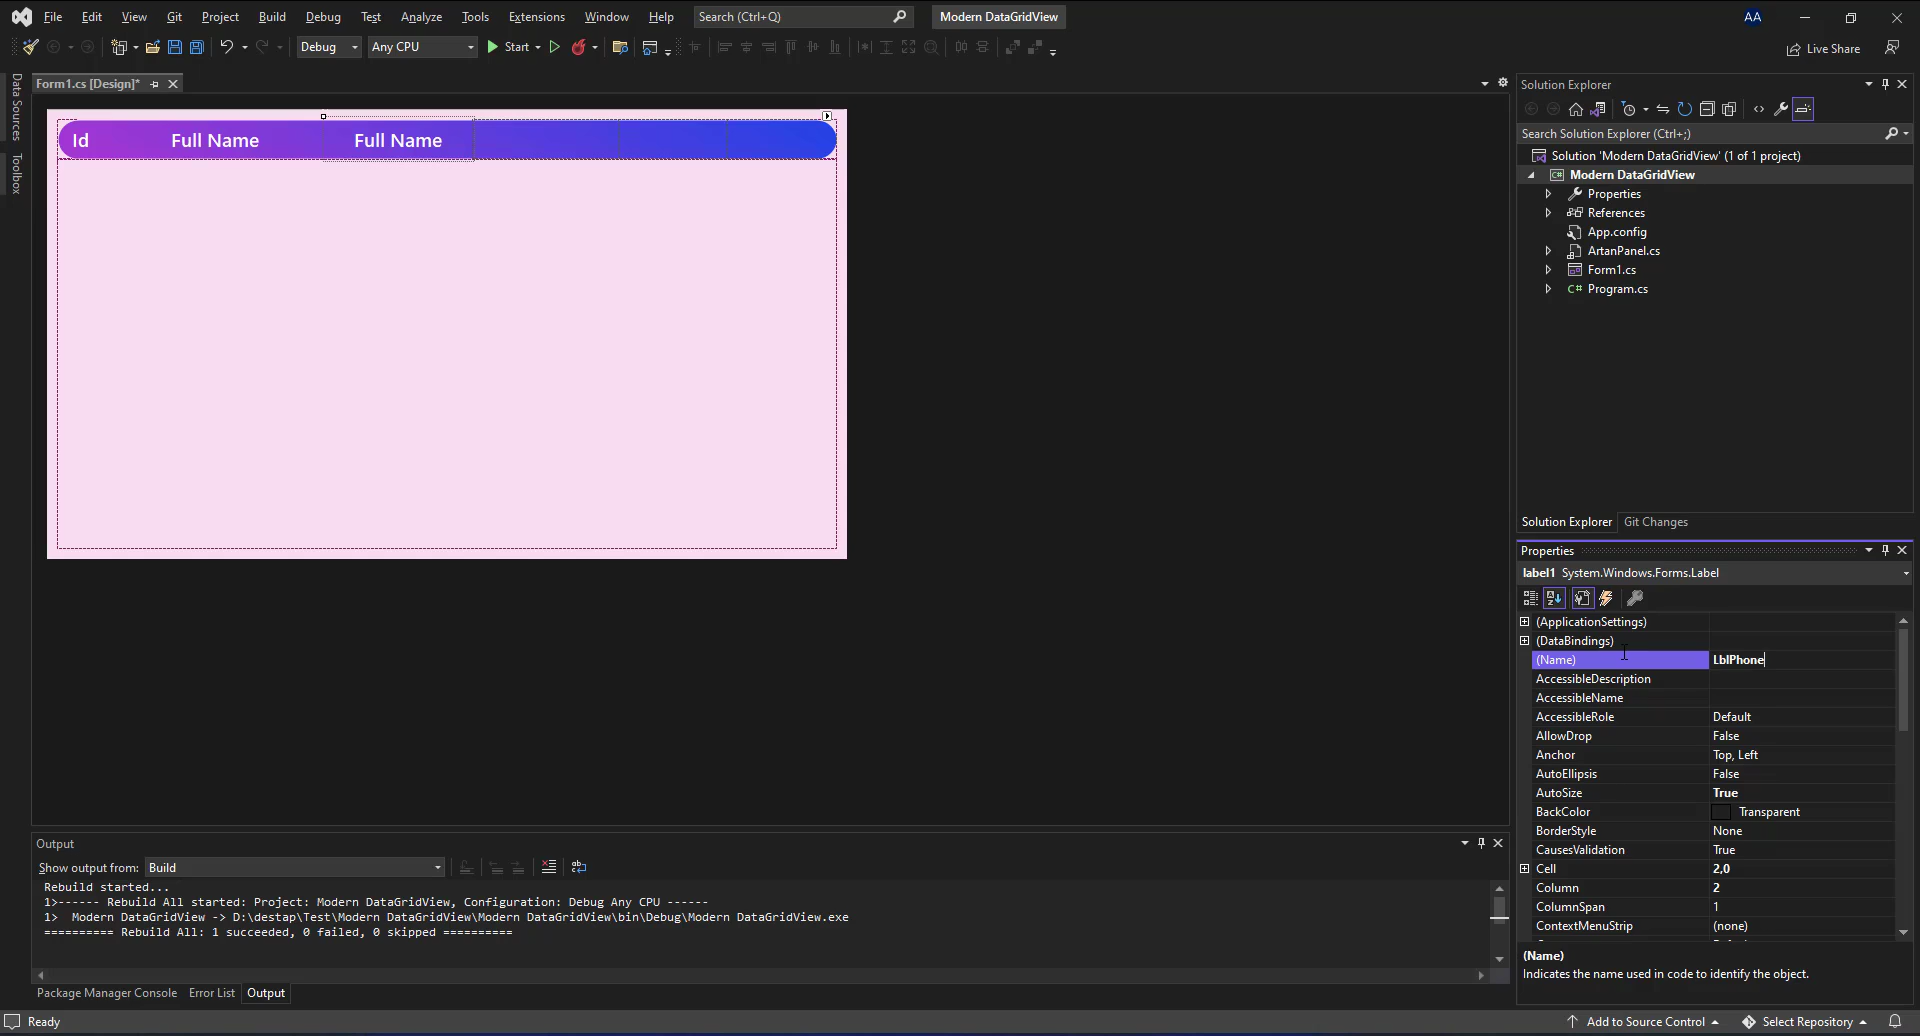 File Edit View Git Project Build Debug Test Analyze Tools Extensions Window Help Search (Ctrl+Q) Modern DataGridView AA
Debug Any CPU Start Live Share
Data Sources
Toolbox
Form1.cs [Design]*
Id Full Name Full Name
Solution Explorer
Search Solution Explorer (Ctrl+;)
Solution 'Modern DataGridView' (1 of 1 project)
C# Modern DataGridView
Properties
References
App.config
ArtanPanel.cs
Form1.cs
C# Program.cs
Solution Explorer Git Changes
Properties
label1 System.Windows.Forms.Label
(ApplicationSettings)
(DataBindings)
(Name) LblPhone
AccessibleDescription
AccessibleName
AccessibleRole Default
AllowDrop False
Anchor Top, Left
AutoEllipsis False
AutoSize True
BackColor Transparent
BorderStyle None
CausesValidation True
Cell 2,0
Column 2
ColumnSpan 1
ContextMenuStrip (none)
(Name)
Indicates the name used in code to identify the object.
Output
Show output from: Build
Rebuild started...
1>------ Rebuild All started: Project: Modern DataGridView, Configuration: Debug Any CPU ------
1>  Modern DataGridView -> D:\destap\Test\Modern DataGridView\Modern DataGridView\bin\Debug\Modern DataGridView.exe
========== Rebuild All: 1 succeeded, 0 failed, 0 skipped ==========
Package Manager Console Error List Output
Ready Add to Source Control Select Repository